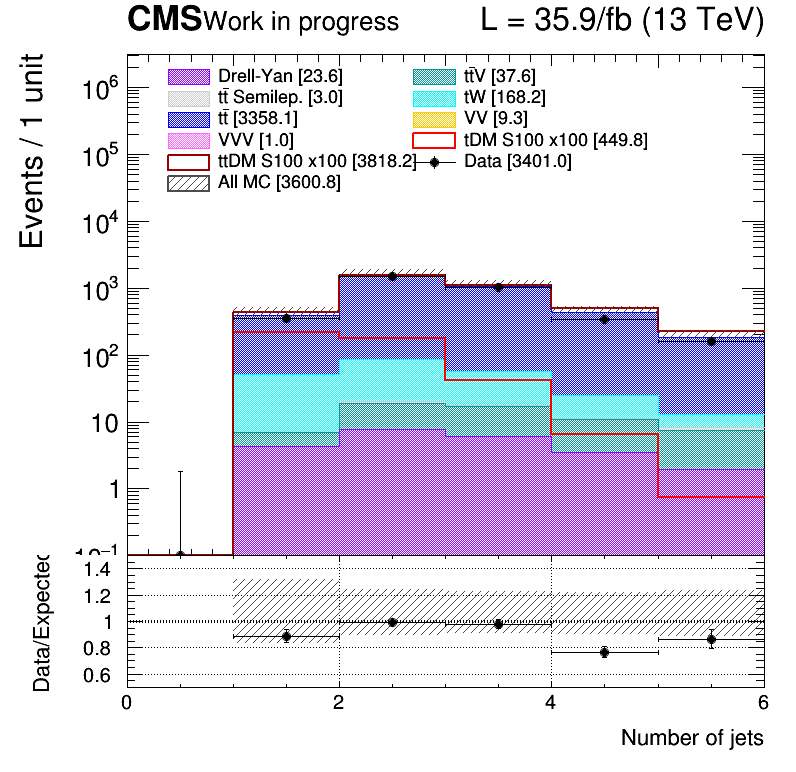 CMS Work in progress L = 35.9/fb (13 TeV)
Events / 1 unit
Drell-Yan [23.6] tt̄V [37.6]
tt̄ Semilep. [3.0] tW [168.2]
tt̄ [3358.1] VV [9.3]
VVV [1.0] tDM S100 x100 [449.8]
ttDM S100 x100 [3818.2] Data [3401.0]
All MC [3600.8]
10⁶
10⁵
10⁴
10³
10²
10
1
10⁻¹
Data/Expected
1.4
1.2
1
0.8
0.6
0 2 4 6
Number of jets